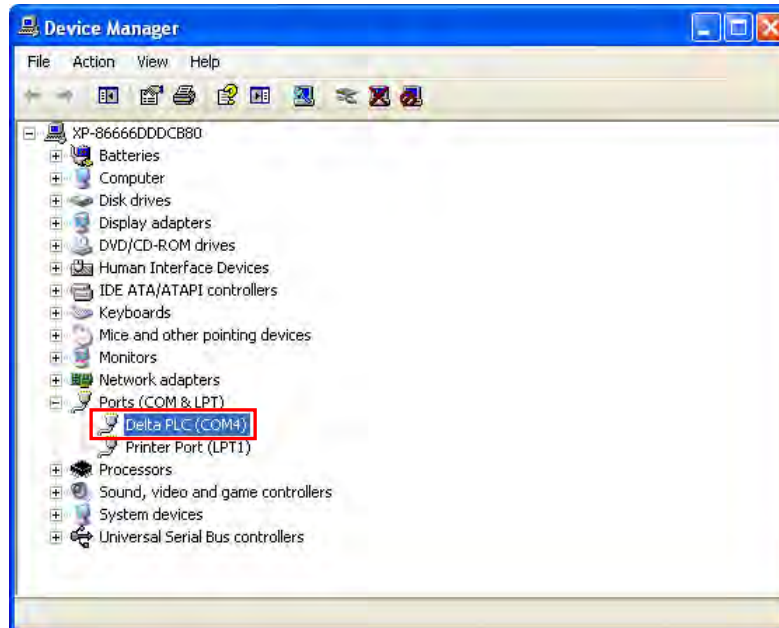 Device Manager
File Action View Help
XP-86666DDDCB80
Batteries
Computer
Disk drives
Display adapters
DVD/CD-ROM drives
Human Interface Devices
IDE ATA/ATAPI controllers
Keyboards
Mice and other pointing devices
Monitors
Network adapters
Ports (COM & LPT)
Delta PLC (COM4)
Printer Port (LPT1)
Processors
Sound, video and game controllers
System devices
Universal Serial Bus controllers